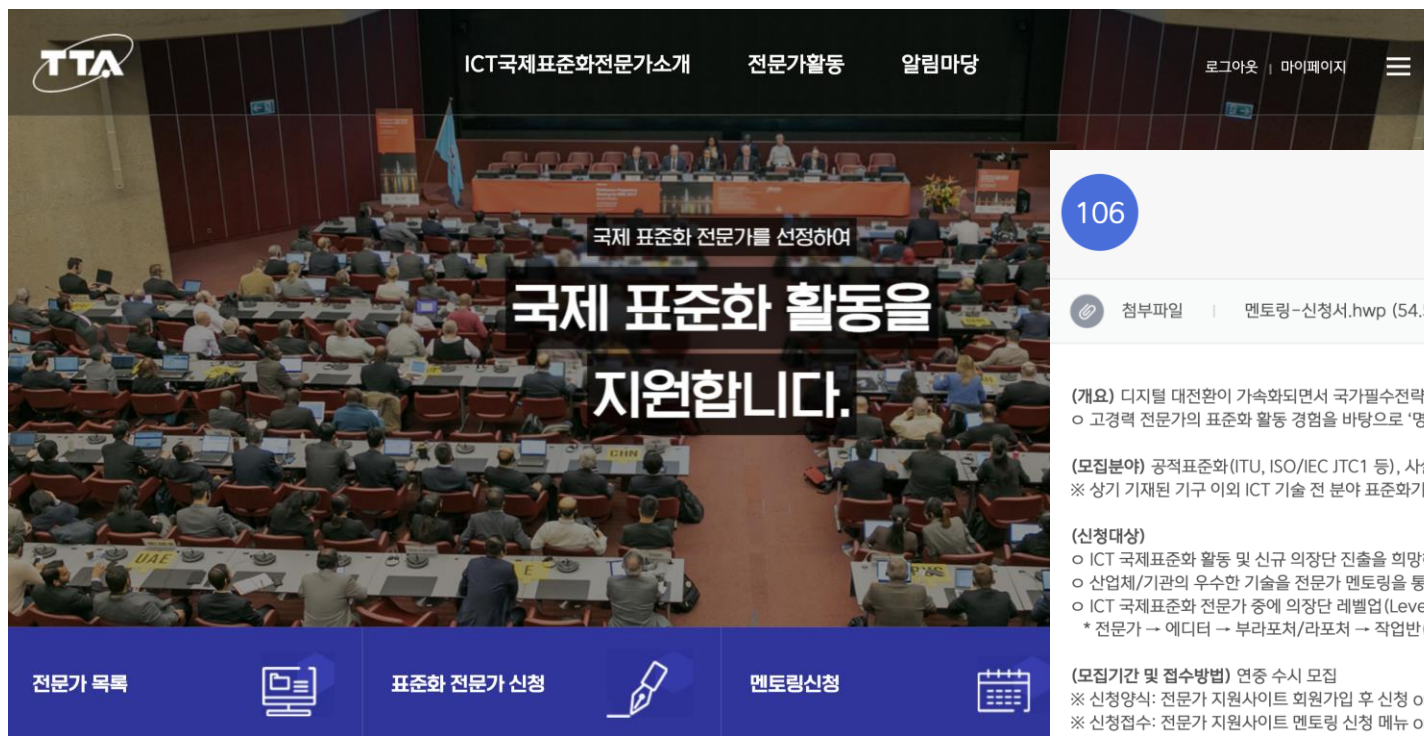 TTA
ICT국제표준화전문가소개
전문가활동
알림마당
로그아웃 | 마이페이지
국제 표준화 전문가를 선정하여
국제 표준화 활동을
지원합니다.
CHN
UAE
전문가 목록
표준화 전문가 신청
멘토링신청
106
첨부파일 | 멘토링-신청서.hwp (54.
(개요) 디지털 대전환이 가속화되면서 국가필수전략
ㅇ 고경력 전문가의 표준화 활동 경험을 바탕으로 ‘명
(모집분야) 공적표준화(ITU, ISO/IEC JTC1 등), 사
※ 상기 기재된 기구 이외 ICT 기술 전 분야 표준화기
(신청대상)
ㅇ ICT 국제표준화 활동 및 신규 의장단 진출을 희망
ㅇ 산업체/기관의 우수한 기술을 전문가 멘토링을 통
ㅇ ICT 국제표준화 전문가 중에 의장단 레벨업(Leve
* 전문가 → 에디터 → 부라포처/라포처 → 작업반
(모집기간 및 접수방법) 연중 수시 모집
※ 신청양식: 전문가 지원사이트 회원가입 후 신청
※ 신청접수: 전문가 지원사이트 멘토링 신청 메뉴